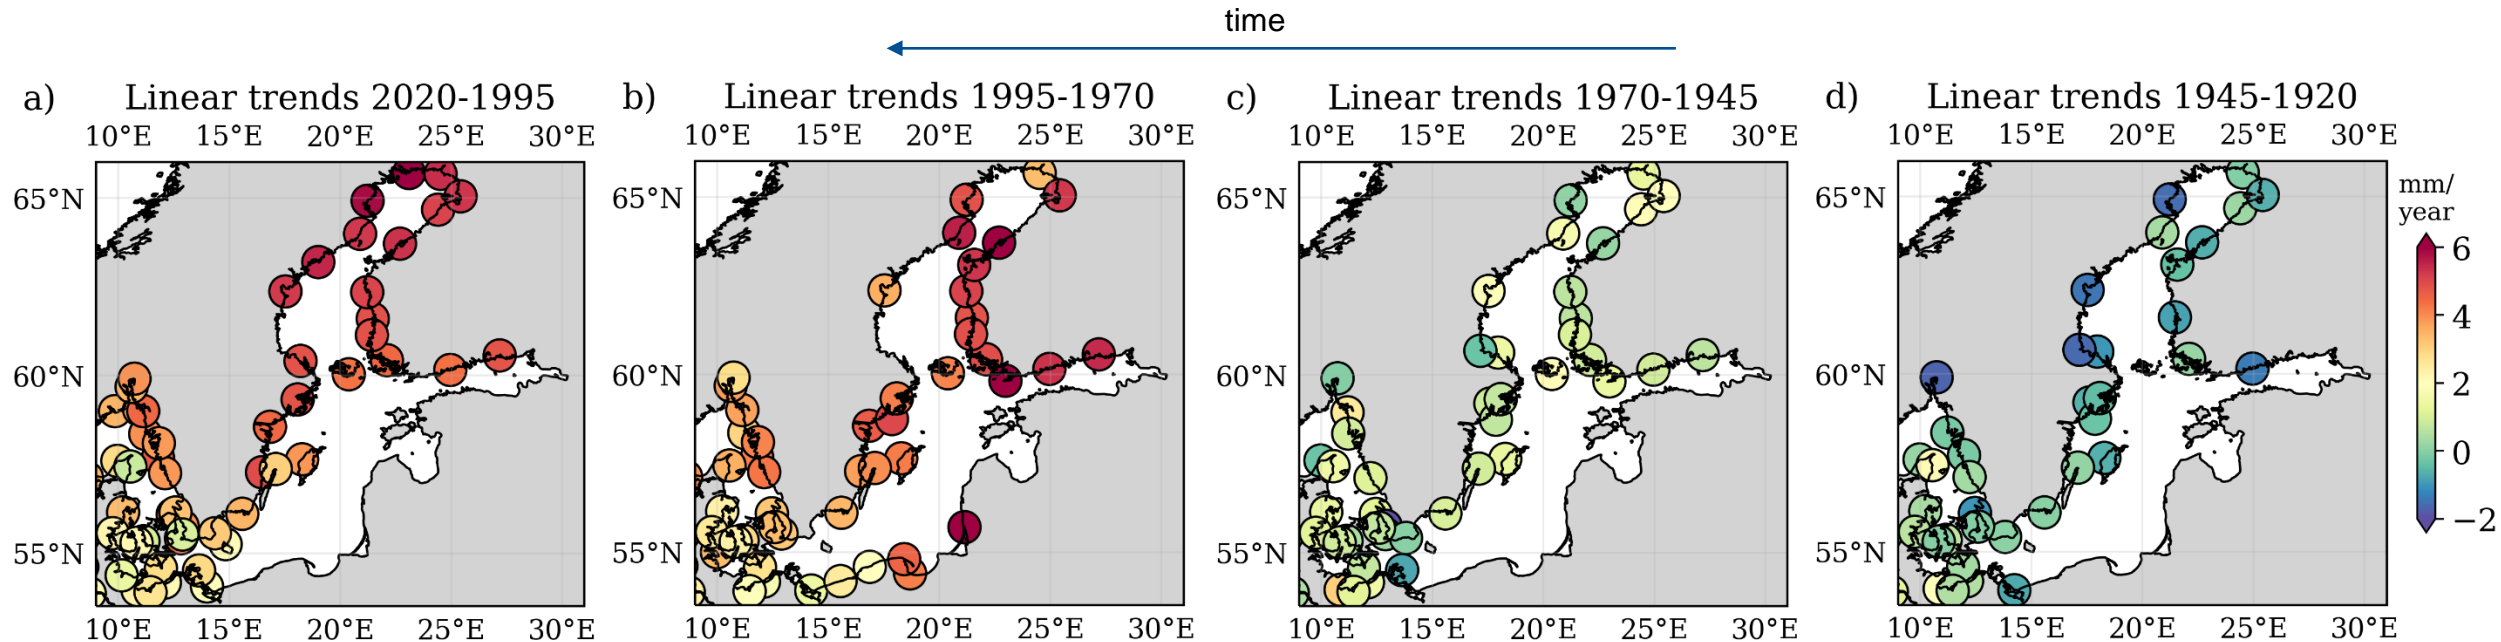 time
a) Linear trends 2020-1995
b) Linear trends 1995-1970
c) Linear trends 1970-1945
d) Linear trends 1945-1920
10°E 15°E 20°E 25°E 30°E
10°E 15°E 20°E 25°E 30°E
10°E 15°E 20°E 25°E 30°E
10°E 15°E 20°E 25°E 30°E
65°N
60°N
55°N
65°N
60°N
55°N
65°N
60°N
55°N
65°N
60°N
55°N
mm/
year
6
4
2
0
−2
10°E 15°E 20°E 25°E 30°E
10°E 15°E 20°E 25°E 30°E
10°E 15°E 20°E 25°E 30°E
10°E 15°E 20°E 25°E 30°E